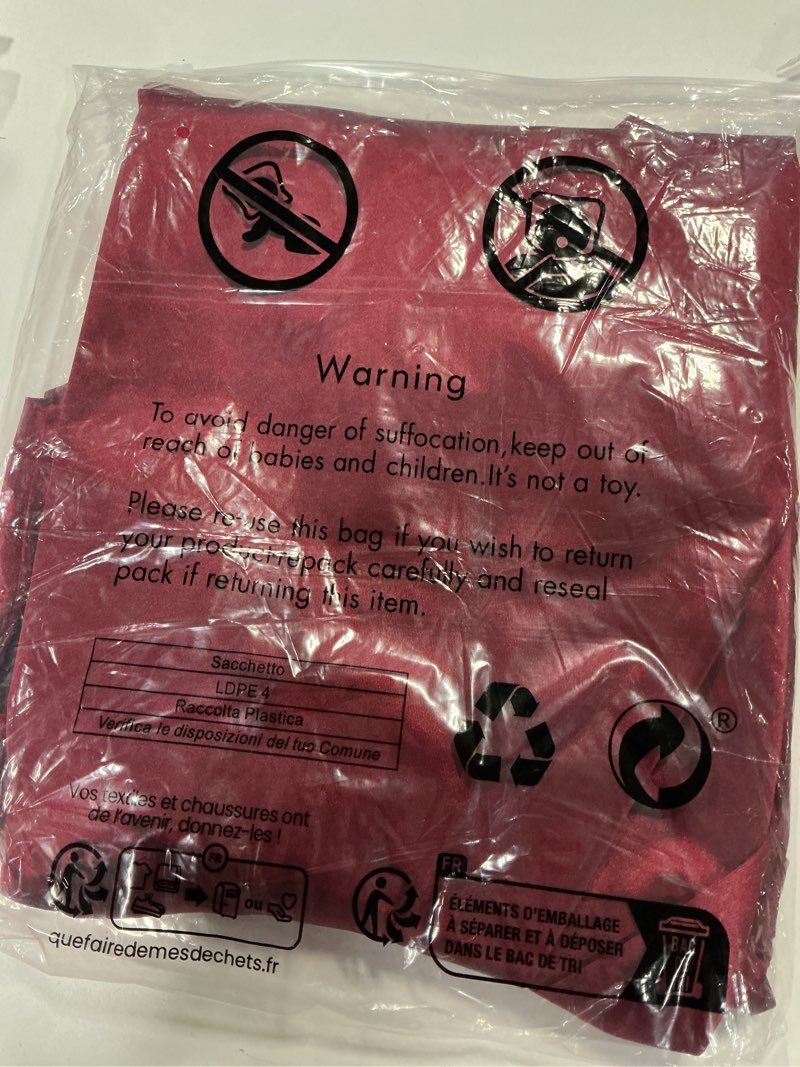 Warning
To avoid danger of suffocation,keep out of
reach of babies and children.It's not a toy.
Please re-use this bag if you wish to return
your product-repack carefully and reseal
pack if returning this item.
Sacchetto
LDPE 4
Raccolta Plastica
Verifica le disposizioni del tuo Comune
®
Vos textiles et chaussures ont
de l'avenir, donnez-les !
FR
ou
quefairedemesdechets.fr
FR
ÉLÉMENTS D'EMBALLAGE
À SÉPARER ET À DÉPOSER
DANS LE BAC DE TRI
BAC